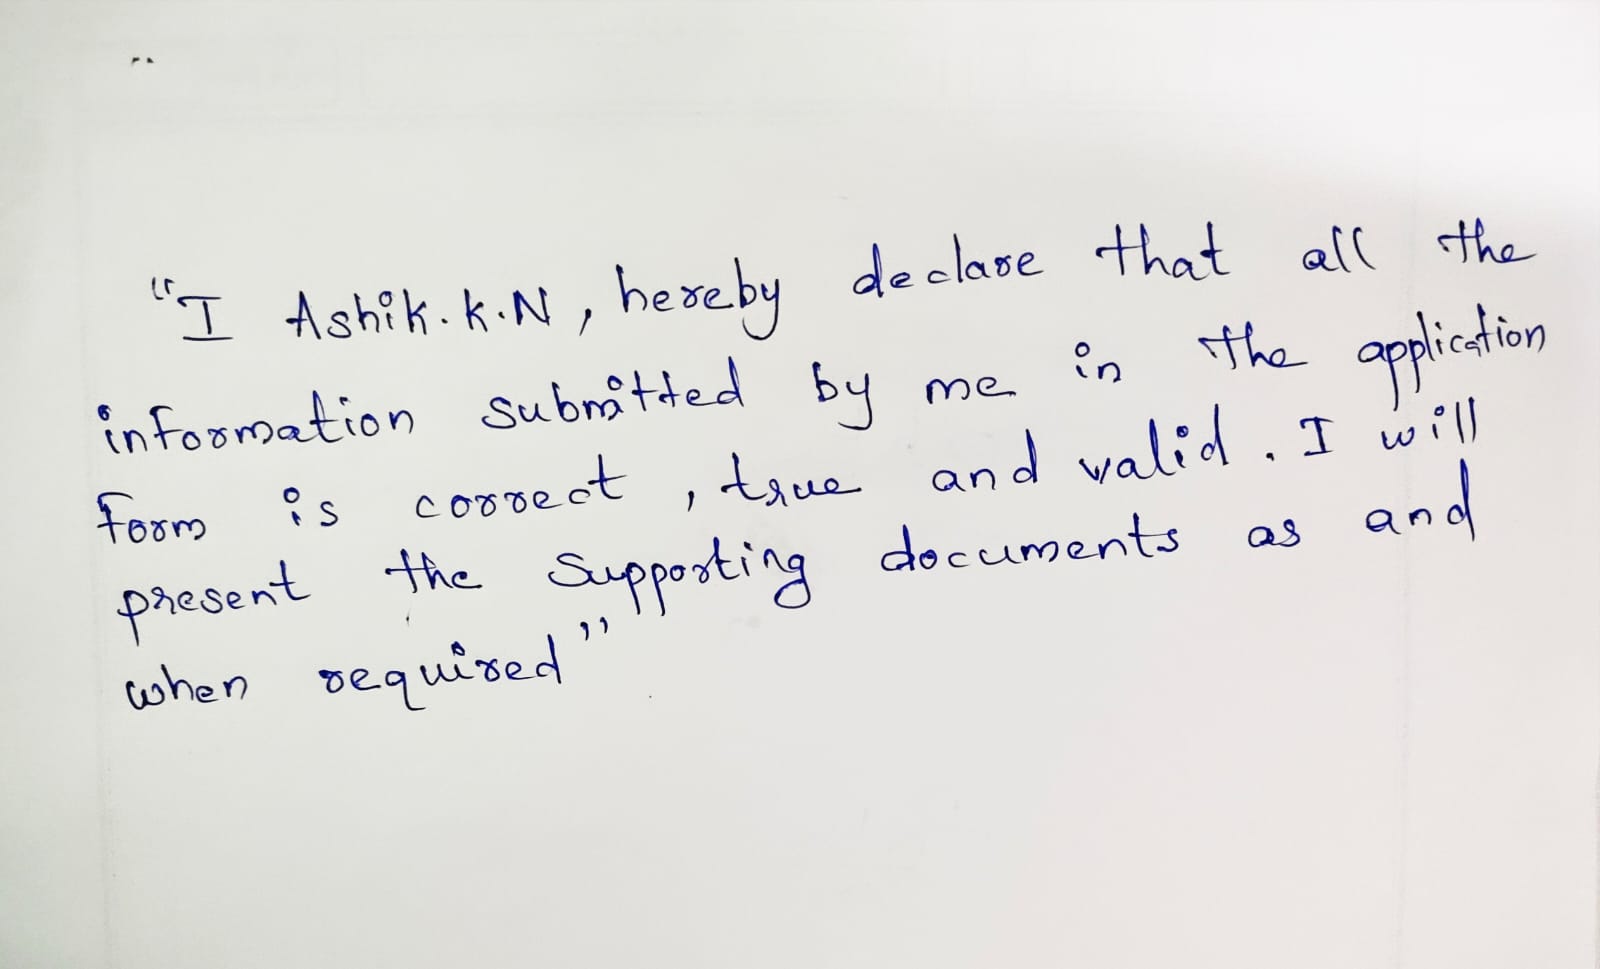 "I Ashik.K.N, hereby declare that all the
information submitted by me in the application
form is correct, true and valid. I will
present the supporting documents as and
when required"